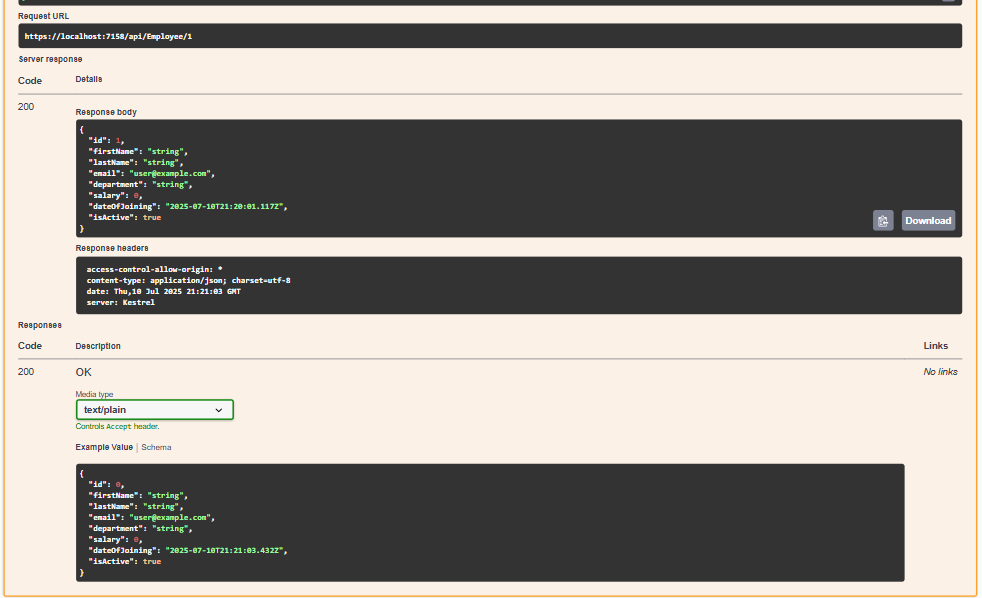 Request URL
https://localhost:7158/api/Employee/1
Server response
Code Details
200
Response body
{
"id": 1,
"firstName": "string",
"lastName": "string",
"email": "user@example.com",
"department": "string",
"salary": 0,
"dateOfJoining": "2025-07-10T21:20:01.117Z",
"isActive": true
}
Download
Response headers
access-control-allow-origin: *
content-type: application/json; charset=utf-8
date: Thu,10 Jul 2025 21:21:03 GMT
server: Kestrel
Responses
Code Description Links
200 OK No links
Media type
text/plain
Controls Accept header.
Example Value | Schema
{
"id": 0,
"firstName": "string",
"lastName": "string",
"email": "user@example.com",
"department": "string",
"salary": 0,
"dateOfJoining": "2025-07-10T21:21:03.432Z",
"isActive": true
}